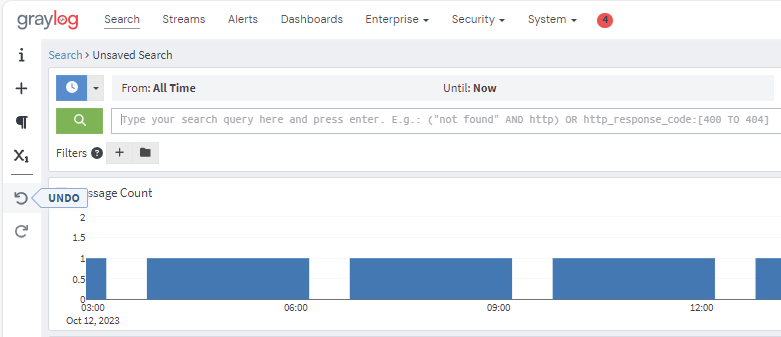 graylog Search Streams Alerts Dashboards Enterprise Security System 4
Search > Unsaved Search
From: All Time Until: Now
Type your search query here and press enter. E.g.: ("not found" AND http) OR http_response_code:[400 TO 404]
Filters ? +
UNDO
ssage Count
2
1.5
1
0.5
0
03:00 06:00 09:00 12:00
Oct 12, 2023